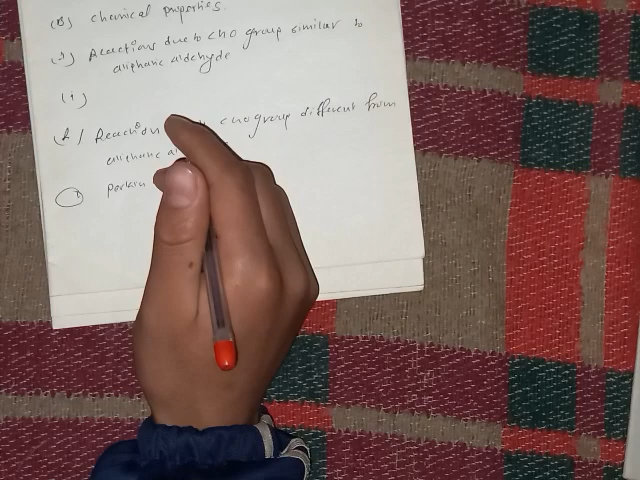 (B) chemical properties.
(1) Reactions due to CHO group similar to
aliphatic aldehyde
(i)
(2) Reaction CHO group different from
aliphatic al
(1) perkin